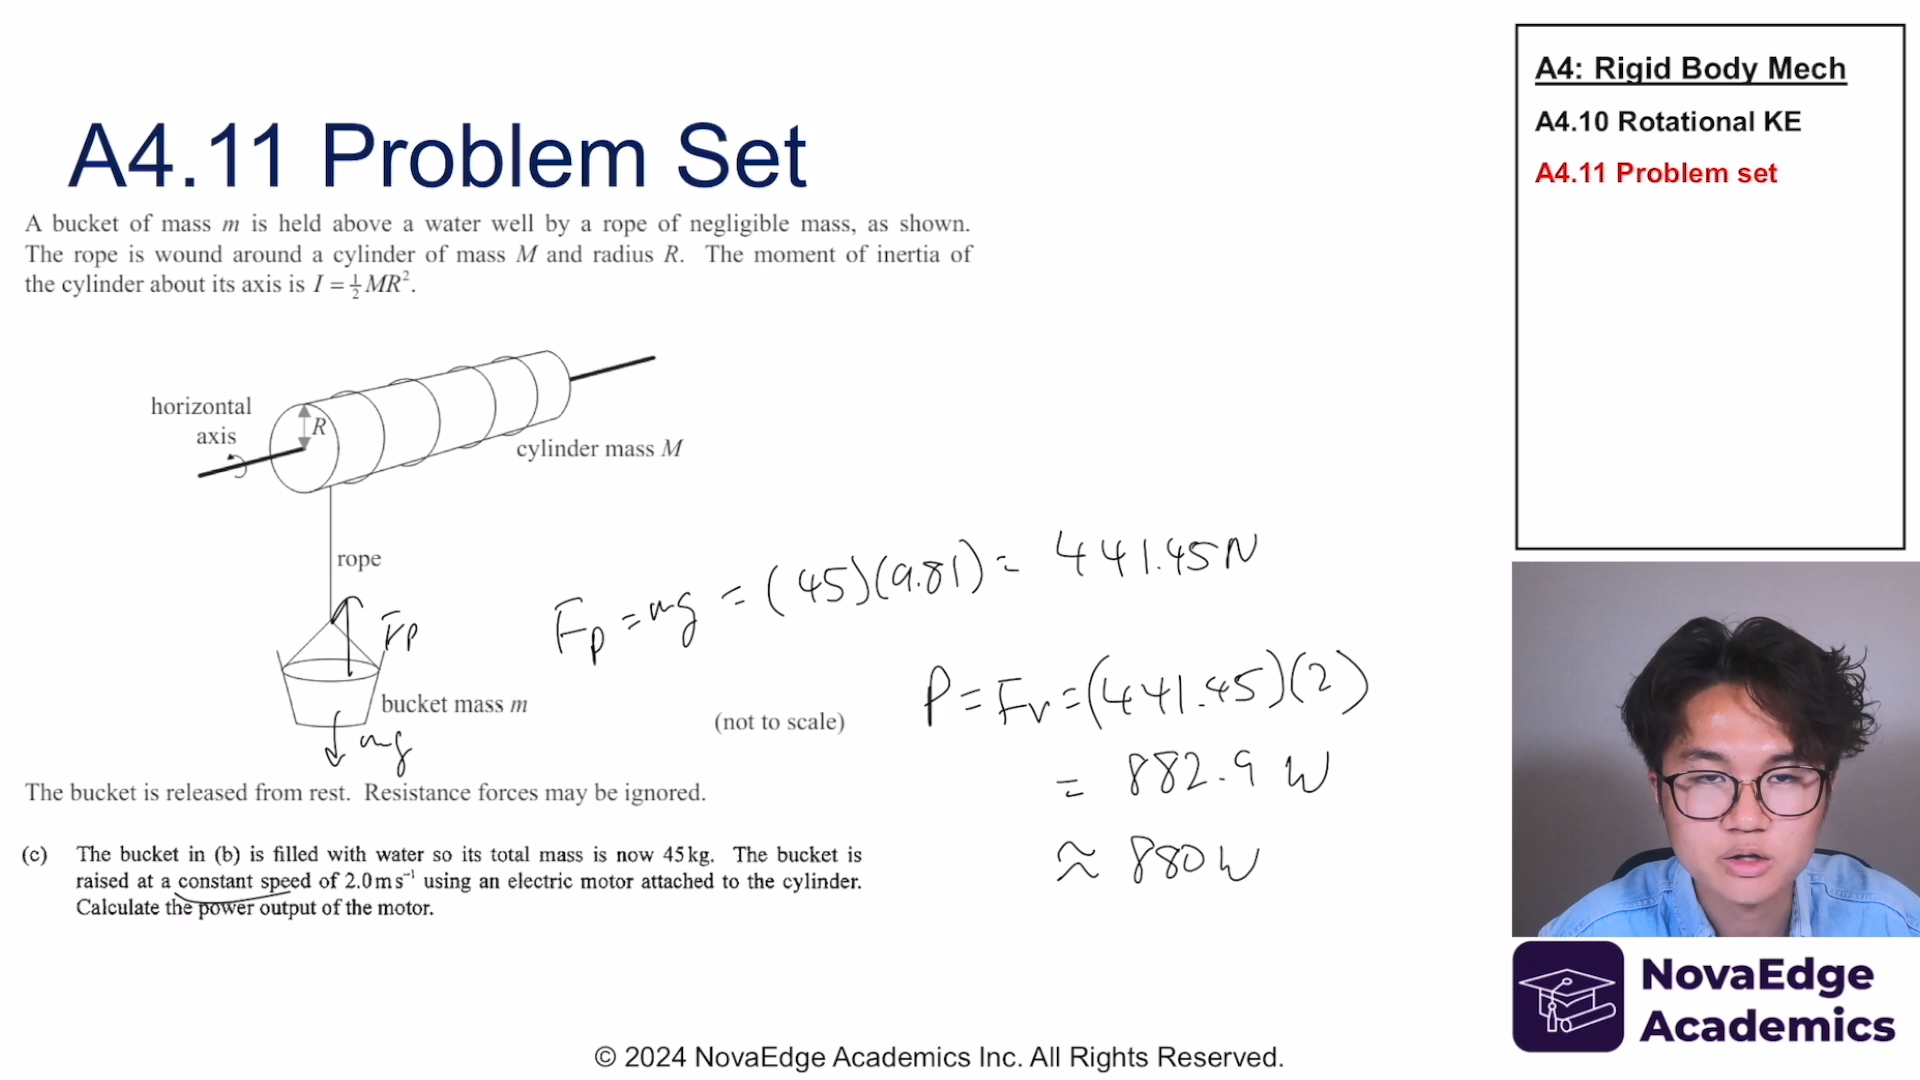 A4.11 Problem Set
A bucket of mass m is held above a water well by a rope of negligible mass, as shown.
The rope is wound around a cylinder of mass M and radius R. The moment of inertia of
the cylinder about its axis is I = ½MR².
horizontal
axis
R
cylinder mass M
rope
Fp
bucket mass m
mg
(not to scale)
Fp = mg = (45)(9.81) = 441.45N
P = Fv = (441.45)(2)
= 882.9 W
≈ 880W
The bucket is released from rest. Resistance forces may be ignored.
(c) The bucket in (b) is filled with water so its total mass is now 45kg. The bucket is
raised at a constant speed of 2.0ms⁻¹ using an electric motor attached to the cylinder.
Calculate the power output of the motor.
A4: Rigid Body Mech
A4.10 Rotational KE
A4.11 Problem set
NovaEdge
Academics
© 2024 NovaEdge Academics Inc. All Rights Reserved.